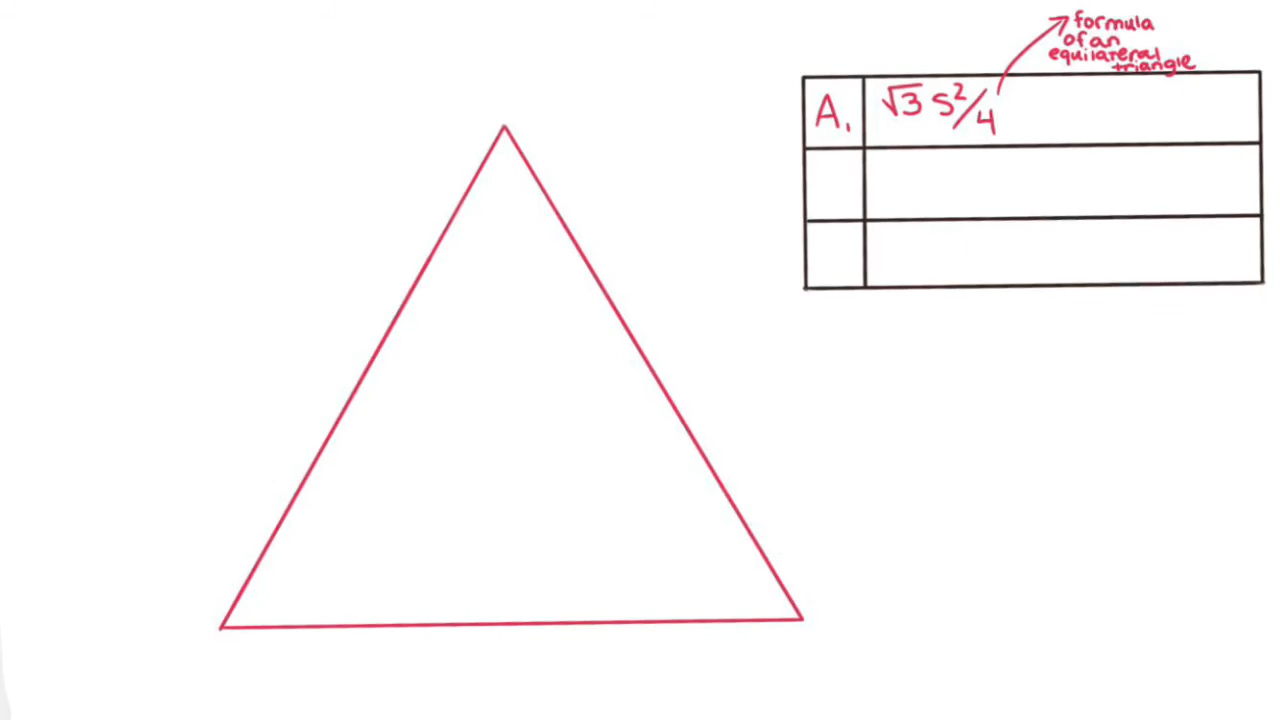 formula
of an
equilateral
triangle
A₁ √3 S²/4